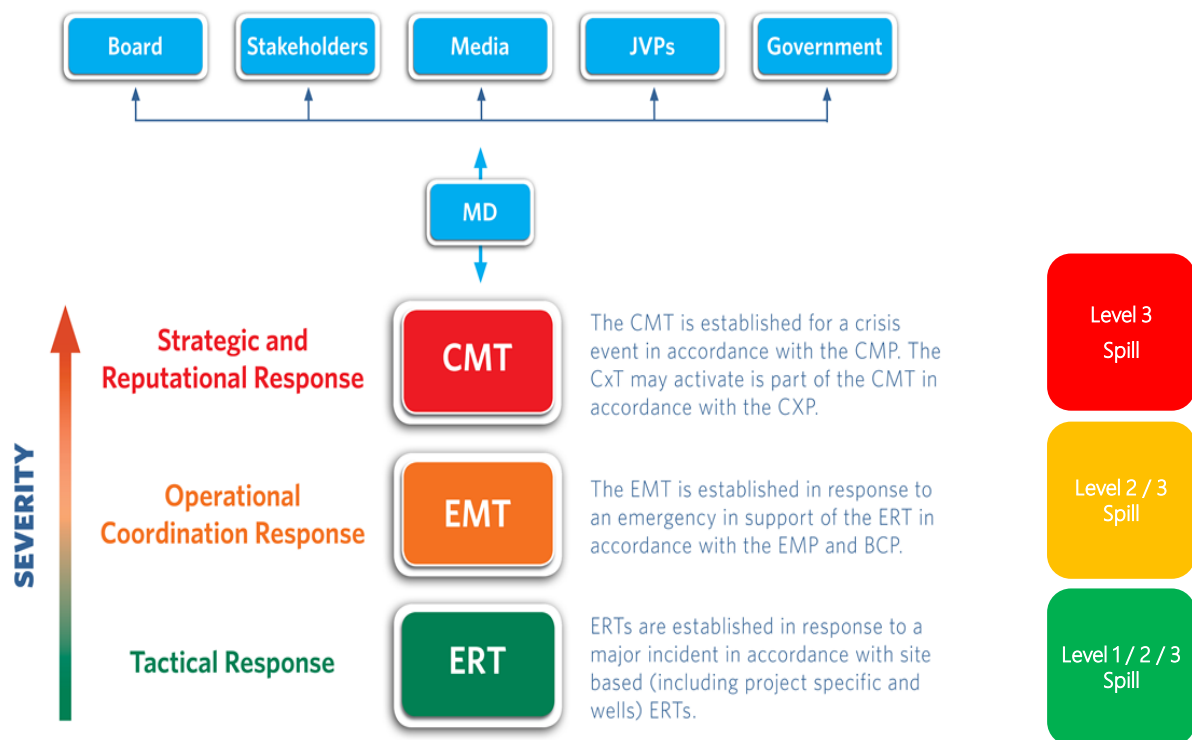 Board
Stakeholders
Media
JVPs
Government
MD
SEVERITY
Strategic and
Reputational Response
CMT
The CMT is established for a crisis
event in accordance with the CMP. The
CxT may activate is part of the CMT in
accordance with the CXP.
Level 3
Spill
Operational
Coordination Response
EMT
The EMT is established in response to
an emergency in support of the ERT in
accordance with the EMP and BCP.
Level 2 / 3
Spill
Tactical Response
ERT
ERTs are established in response to a
major incident in accordance with site
based (including project specific and
wells) ERTs.
Level 1 / 2 / 3
Spill